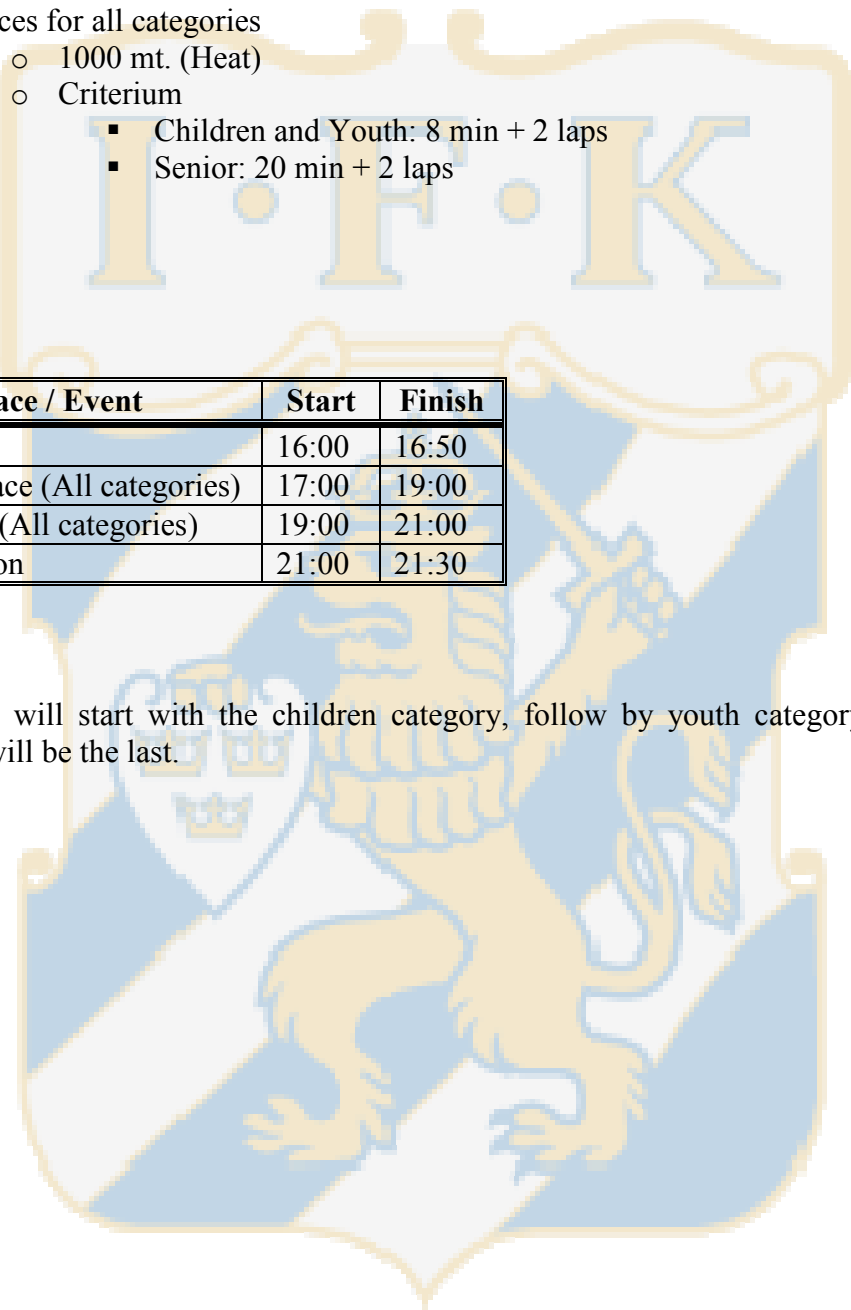 ces for all categories
o 1000 mt. (Heat)
o Criterium
▪ Children and Youth: 8 min + 2 laps
▪ Senior: 20 min + 2 laps
I·F·K
ace / Event Start Finish
16:00 16:50
ace (All categories) 17:00 19:00
(All categories) 19:00 21:00
on 21:00 21:30
will start with the children category, follow by youth category
will be the last.